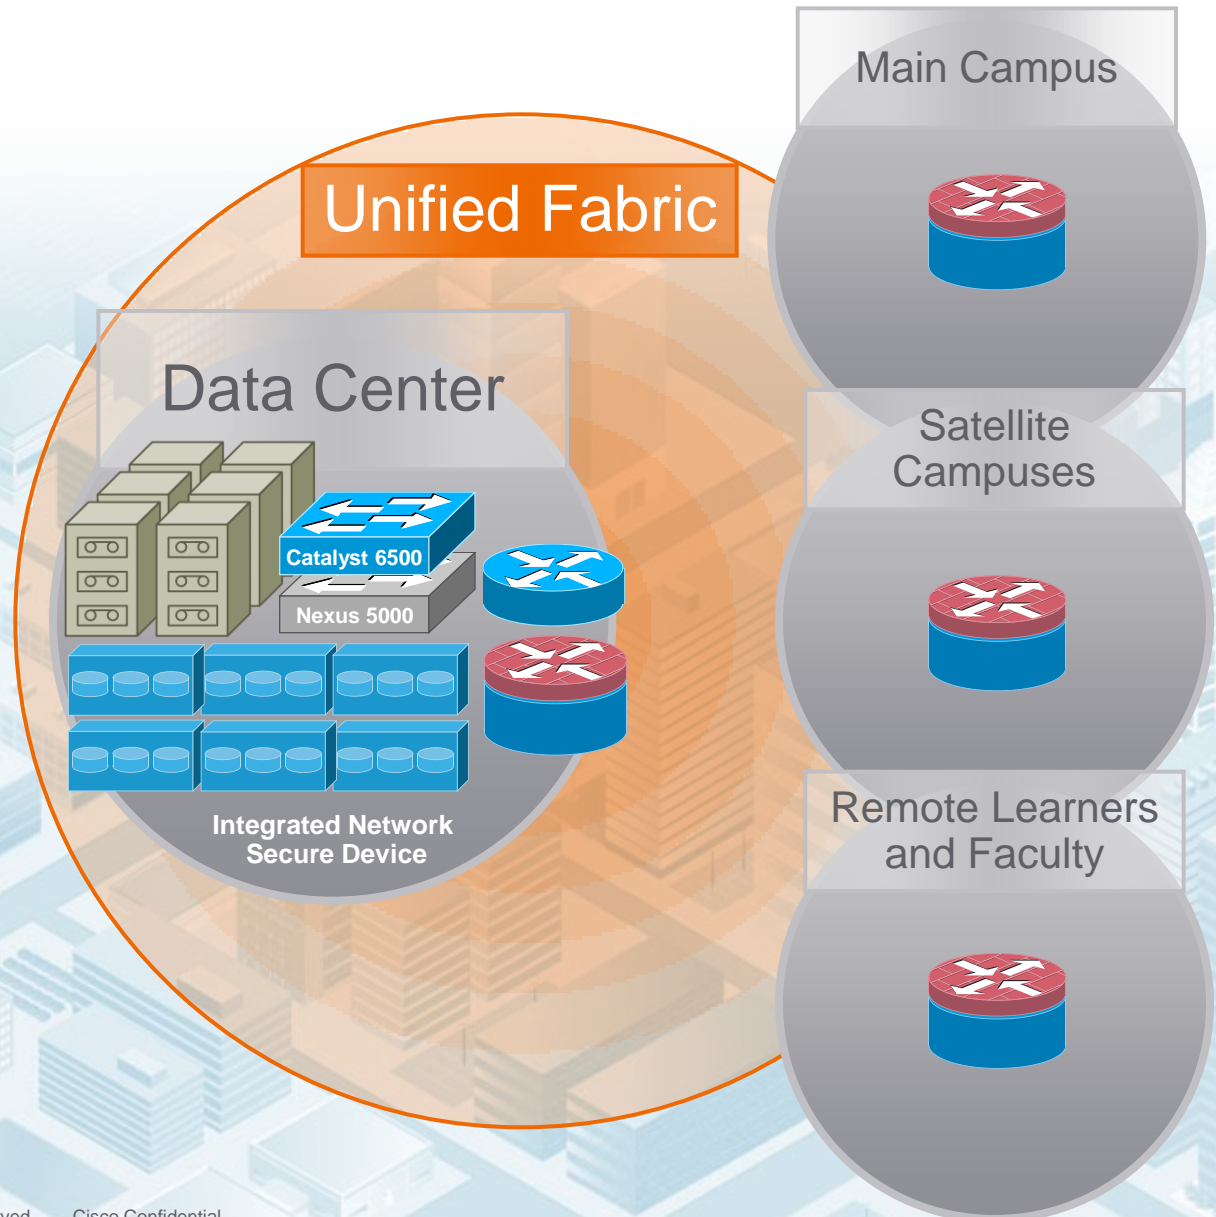 Main Campus
Unified Fabric
Data Center
Satellite
Campuses
Catalyst 6500
Nexus 5000
Integrated Network
Secure Device
Remote Learners
and Faculty
Cisco Confidential